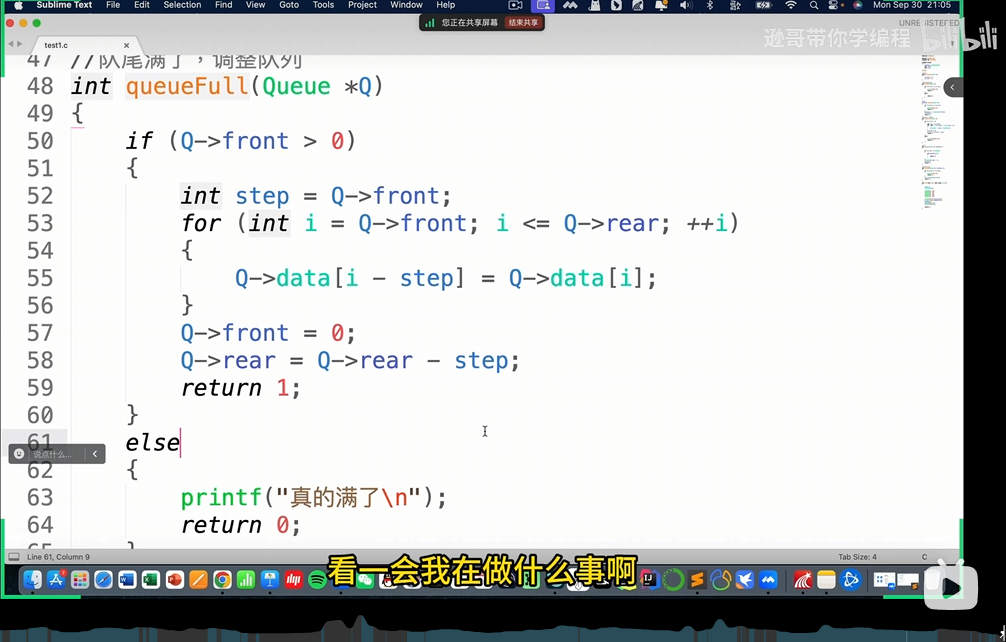 Sublime Text File Edit Selection Find View Goto Tools Project Window Help Mon Sep 30 21:05
您正在共享屏幕 结束共享
UNREGISTERED
test1.c
逊哥带你学编程 bilibili
47 //队尾满了，调整队列
48 int queueFull(Queue *Q)
49 {
50 if (Q->front > 0)
51 {
52 int step = Q->front;
53 for (int i = Q->front; i <= Q->rear; ++i)
54 {
55 Q->data[i - step] = Q->data[i];
56 }
57 Q->front = 0;
58 Q->rear = Q->rear - step;
59 return 1;
60 }
61 else
说点什么...
62 {
63 printf("真的满了\n");
64 return 0;
65 }
Line 61, Column 9 Tab Size: 4 C
看一会我在做什么事啊